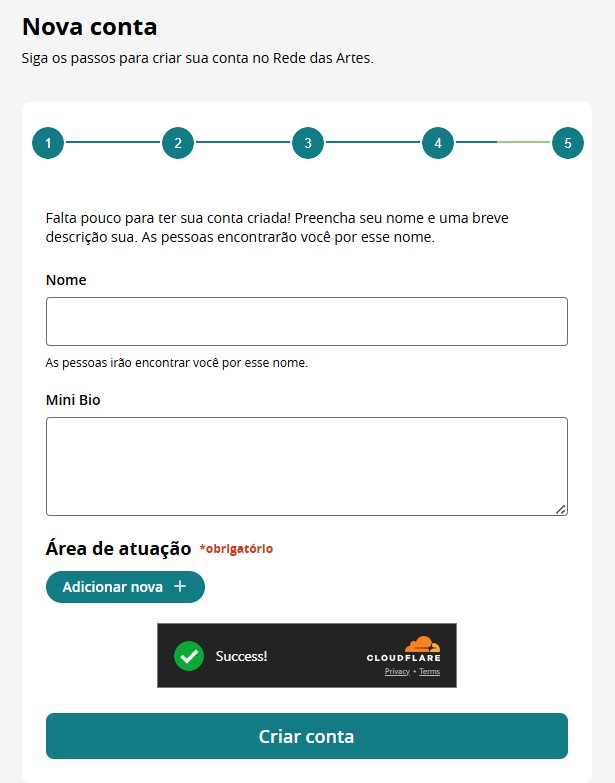 Nova conta
Siga os passos para criar sua conta no Rede das Artes.
1 2 3 4 5
Falta pouco para ter sua conta criada! Preencha seu nome e uma breve
descrição sua. As pessoas encontrarão você por esse nome.
Nome
As pessoas irão encontrar você por esse nome.
Mini Bio
Área de atuação *obrigatório
Adicionar nova +
Success!
CLOUDFLARE
Privacy • Terms
Criar conta